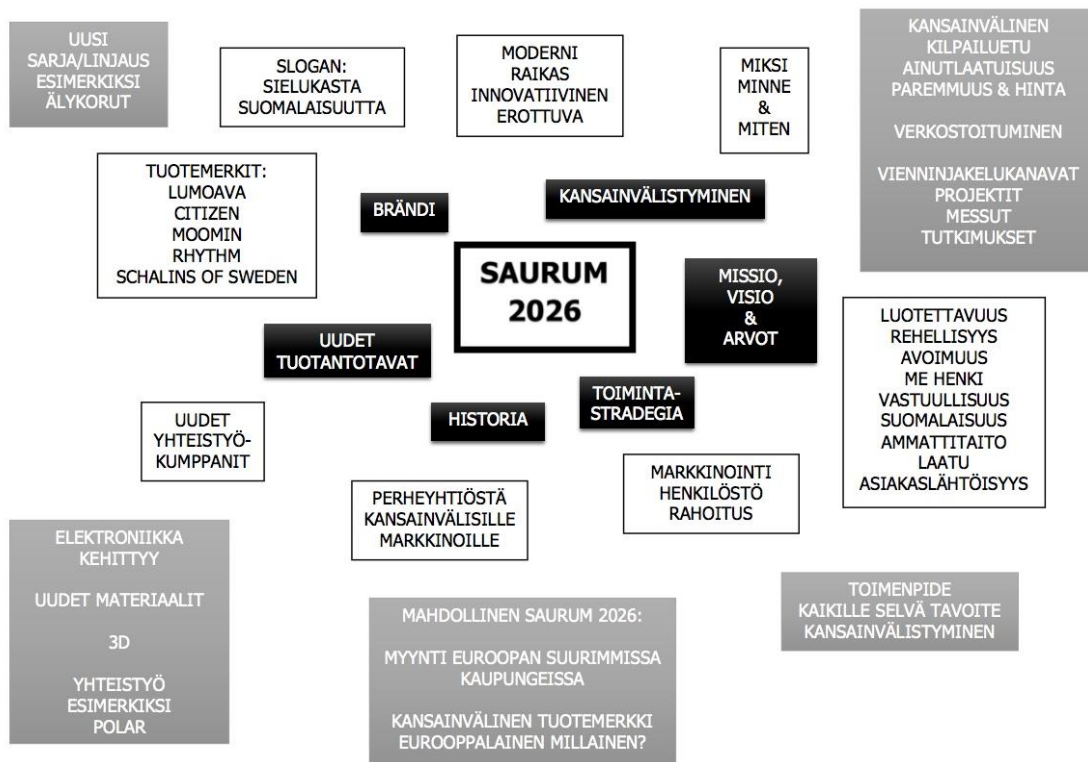 UUSI
SARJA/LINJAUS
ESIMERKIKSI
ÄLYKORUT
SLOGAN:
SIELUKASTA
SUOMALAISUUTTA
MODERNI
RAIKAS
INNOVATIIVINEN
EROTTUVA
MIKSI
MINNE
&
MITEN
KANSAINVÄLINEN
KILPAILUETU
AINUTLAATUISUUS
PAREMMUUS & HINTA
VERKOSTOITUMINEN
VIENNINJAKELUKANAVAT
PROJEKTIT
MESSUT
TUTKIMUKSET
TUOTEMERKIT:
LUMOAVA
CITIZEN
MOOMIN
RHYTHM
SCHALINS OF SWEDEN
BRÄNDI
KANSAINVÄLISTYMINEN
SAURUM
2026
MISSIO,
VISIO
&
ARVOT
UUDET
TUOTANTOTAVAT
HISTORIA
TOIMINTA-
STRADEGIA
LUOTETTAVUUS
REHELLISYYS
AVOIMUUS
ME HENKI
VASTUULLISUUS
SUOMALAISUUS
AMMATTITAITO
LAATU
ASIAKASLÄHTÖISYYS
UUDET
YHTEISTYÖ-
KUMPPANIT
PERHEYHTIÖSTÄ
KANSAINVÄLISILLE
MARKKINOILLE
MARKKINOINTI
HENKILÖSTÖ
RAHOITUS
ELEKTRONIIKKA
KEHITTYY
UUDET MATERIAALIT
3D
YHTEISTYÖ
ESIMERKIKSI
POLAR
MAHDOLLINEN SAURUM 2026:
MYYNTI EUROOPAN SUURIMMISSA
KAUPUNGEISSA
KANSAINVÄLINEN TUOTEMERKKI
EUROOPPALAINEN MILLAINEN?
TOIMENPIDE
KAIKILLE SELVÄ TAVOITE
KANSAINVÄLISTYMINEN